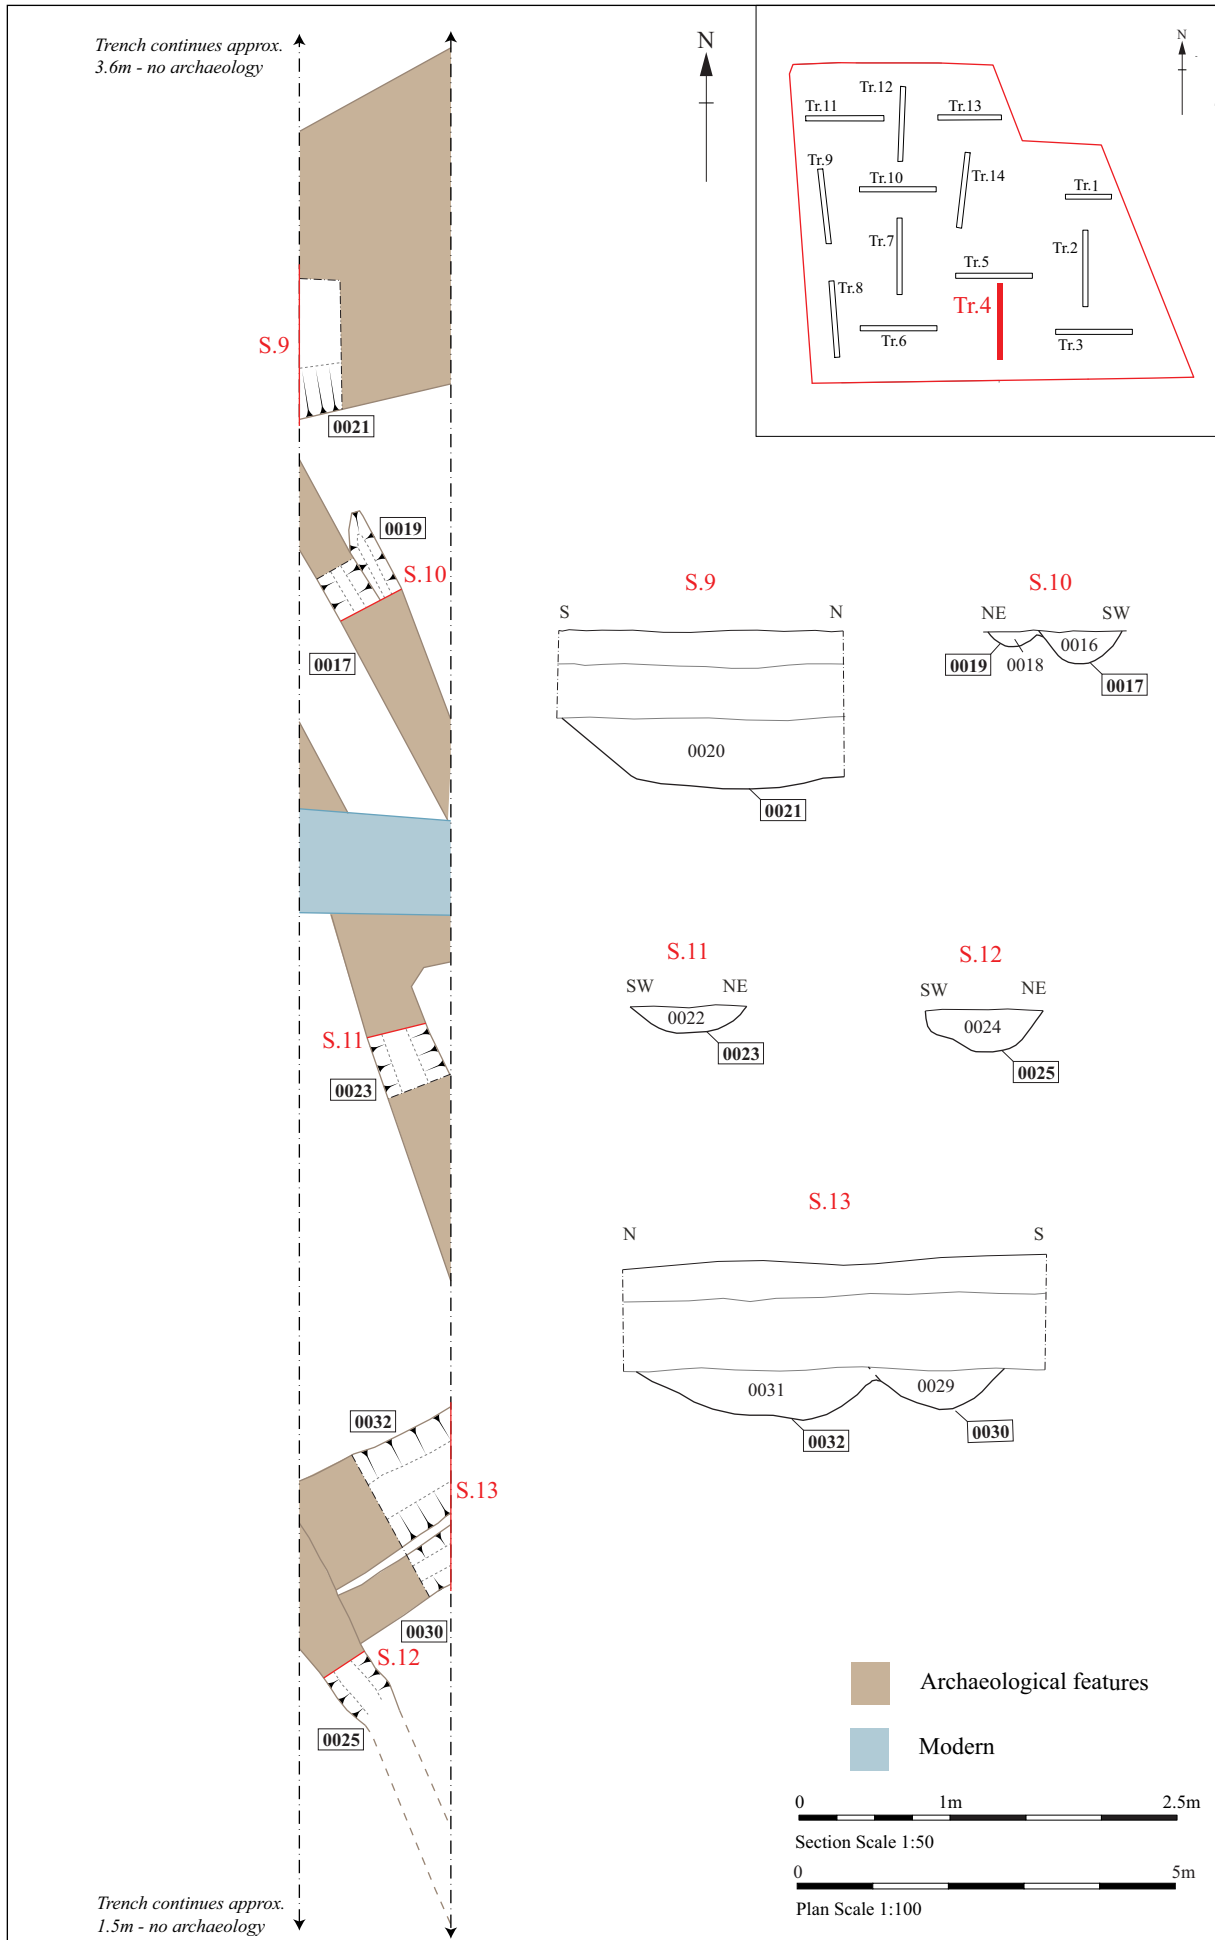 Trench continues approx.
3.6m - no archaeology
N
N
Tr.12
Tr.11
Tr.13
Tr.9
Tr.10
Tr.14
Tr.1
Tr.7
Tr.2
Tr.5
Tr.8
Tr.4
Tr.6
Tr.3
S.9
0021
0019
S.10
0017
S.9
S
N
0020
0021
S.10
NE
SW
0016
0019
0018
0017
S.11
SW
NE
0022
0023
S.12
SW
NE
0024
0025
S.11
0023
S.13
N
S
0031
0029
0032
0030
0032
S.13
0030
S.12
0025
Archaeological features
Modern
0
1m
2.5m
Section Scale 1:50
0
5m
Plan Scale 1:100
Trench continues approx.
1.5m - no archaeology